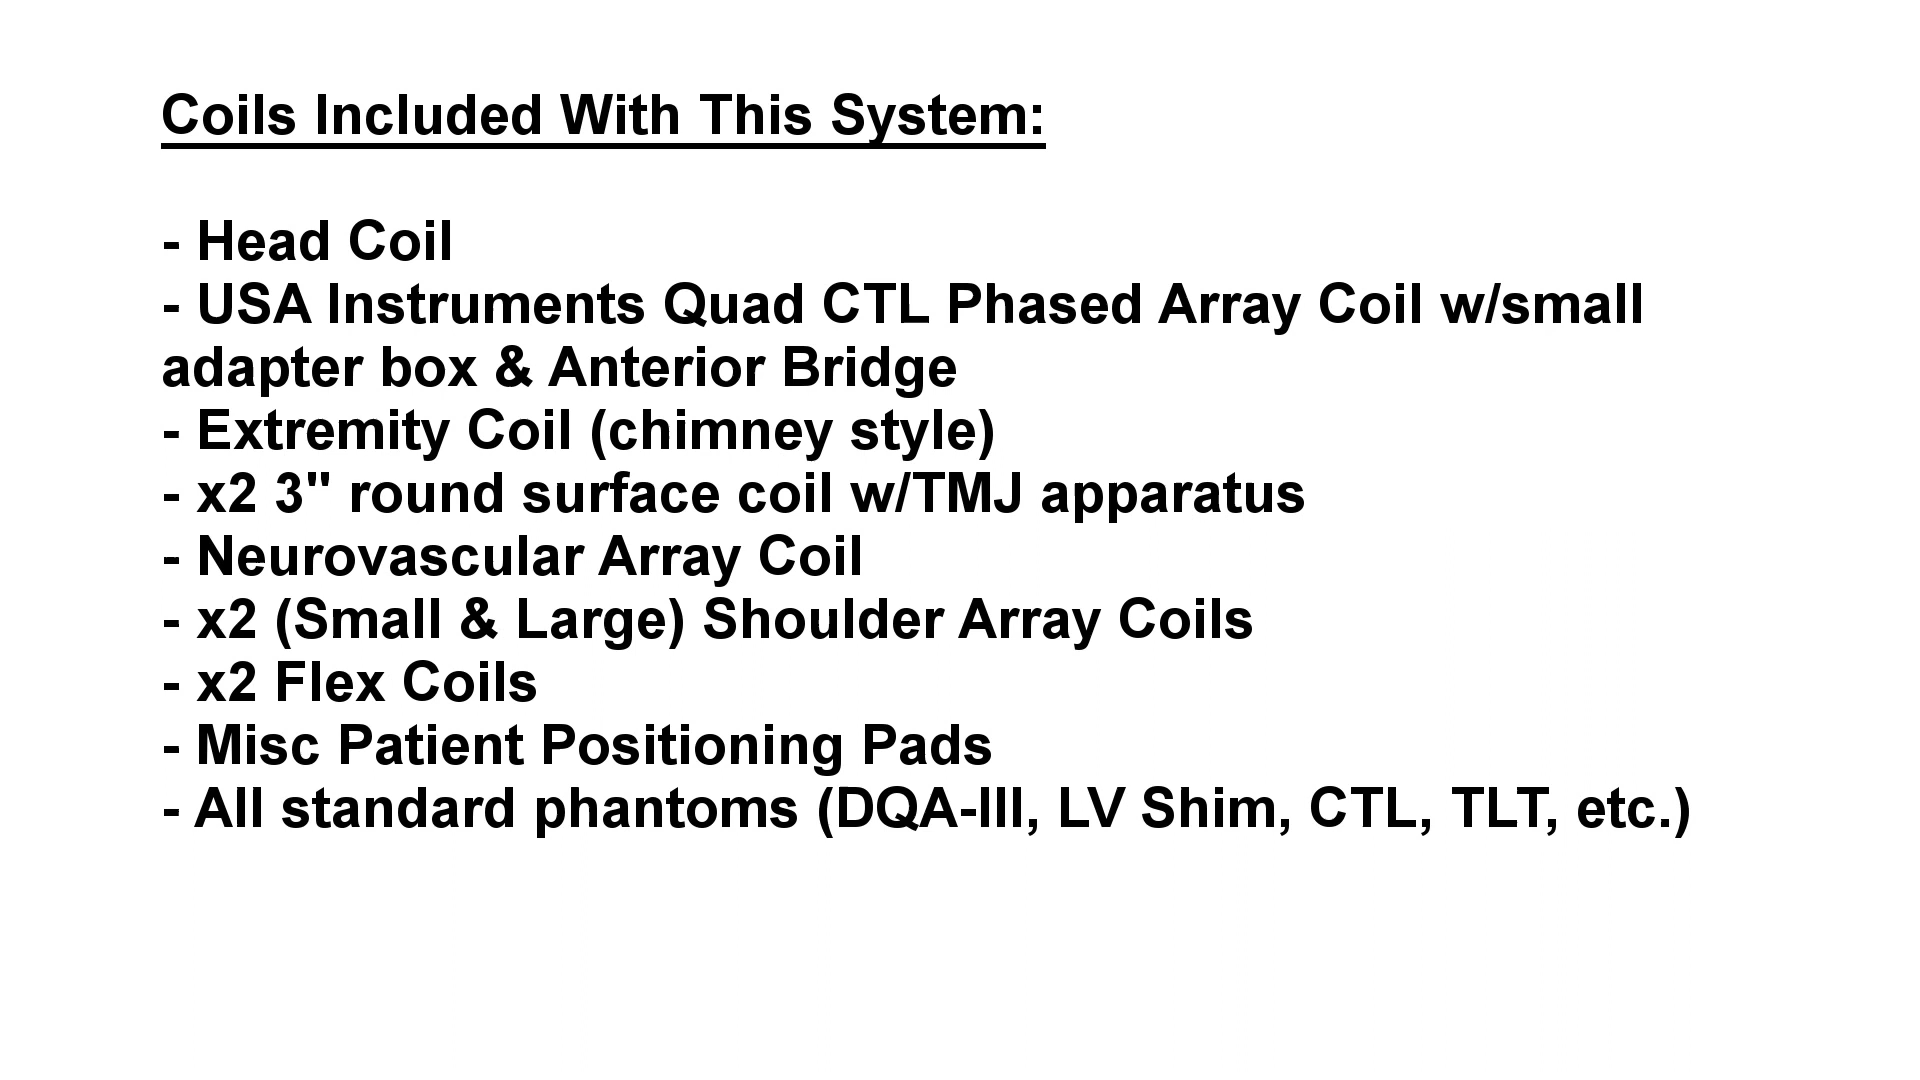 Coils Included With This System:
- Head Coil
- USA Instruments Quad CTL Phased Array Coil w/small
adapter box & Anterior Bridge
- Extremity Coil (chimney style)
- x2 3" round surface coil w/TMJ apparatus
- Neurovascular Array Coil
- x2 (Small & Large) Shoulder Array Coils
- x2 Flex Coils
- Misc Patient Positioning Pads
- All standard phantoms (DQA-III, LV Shim, CTL, TLT, etc.)